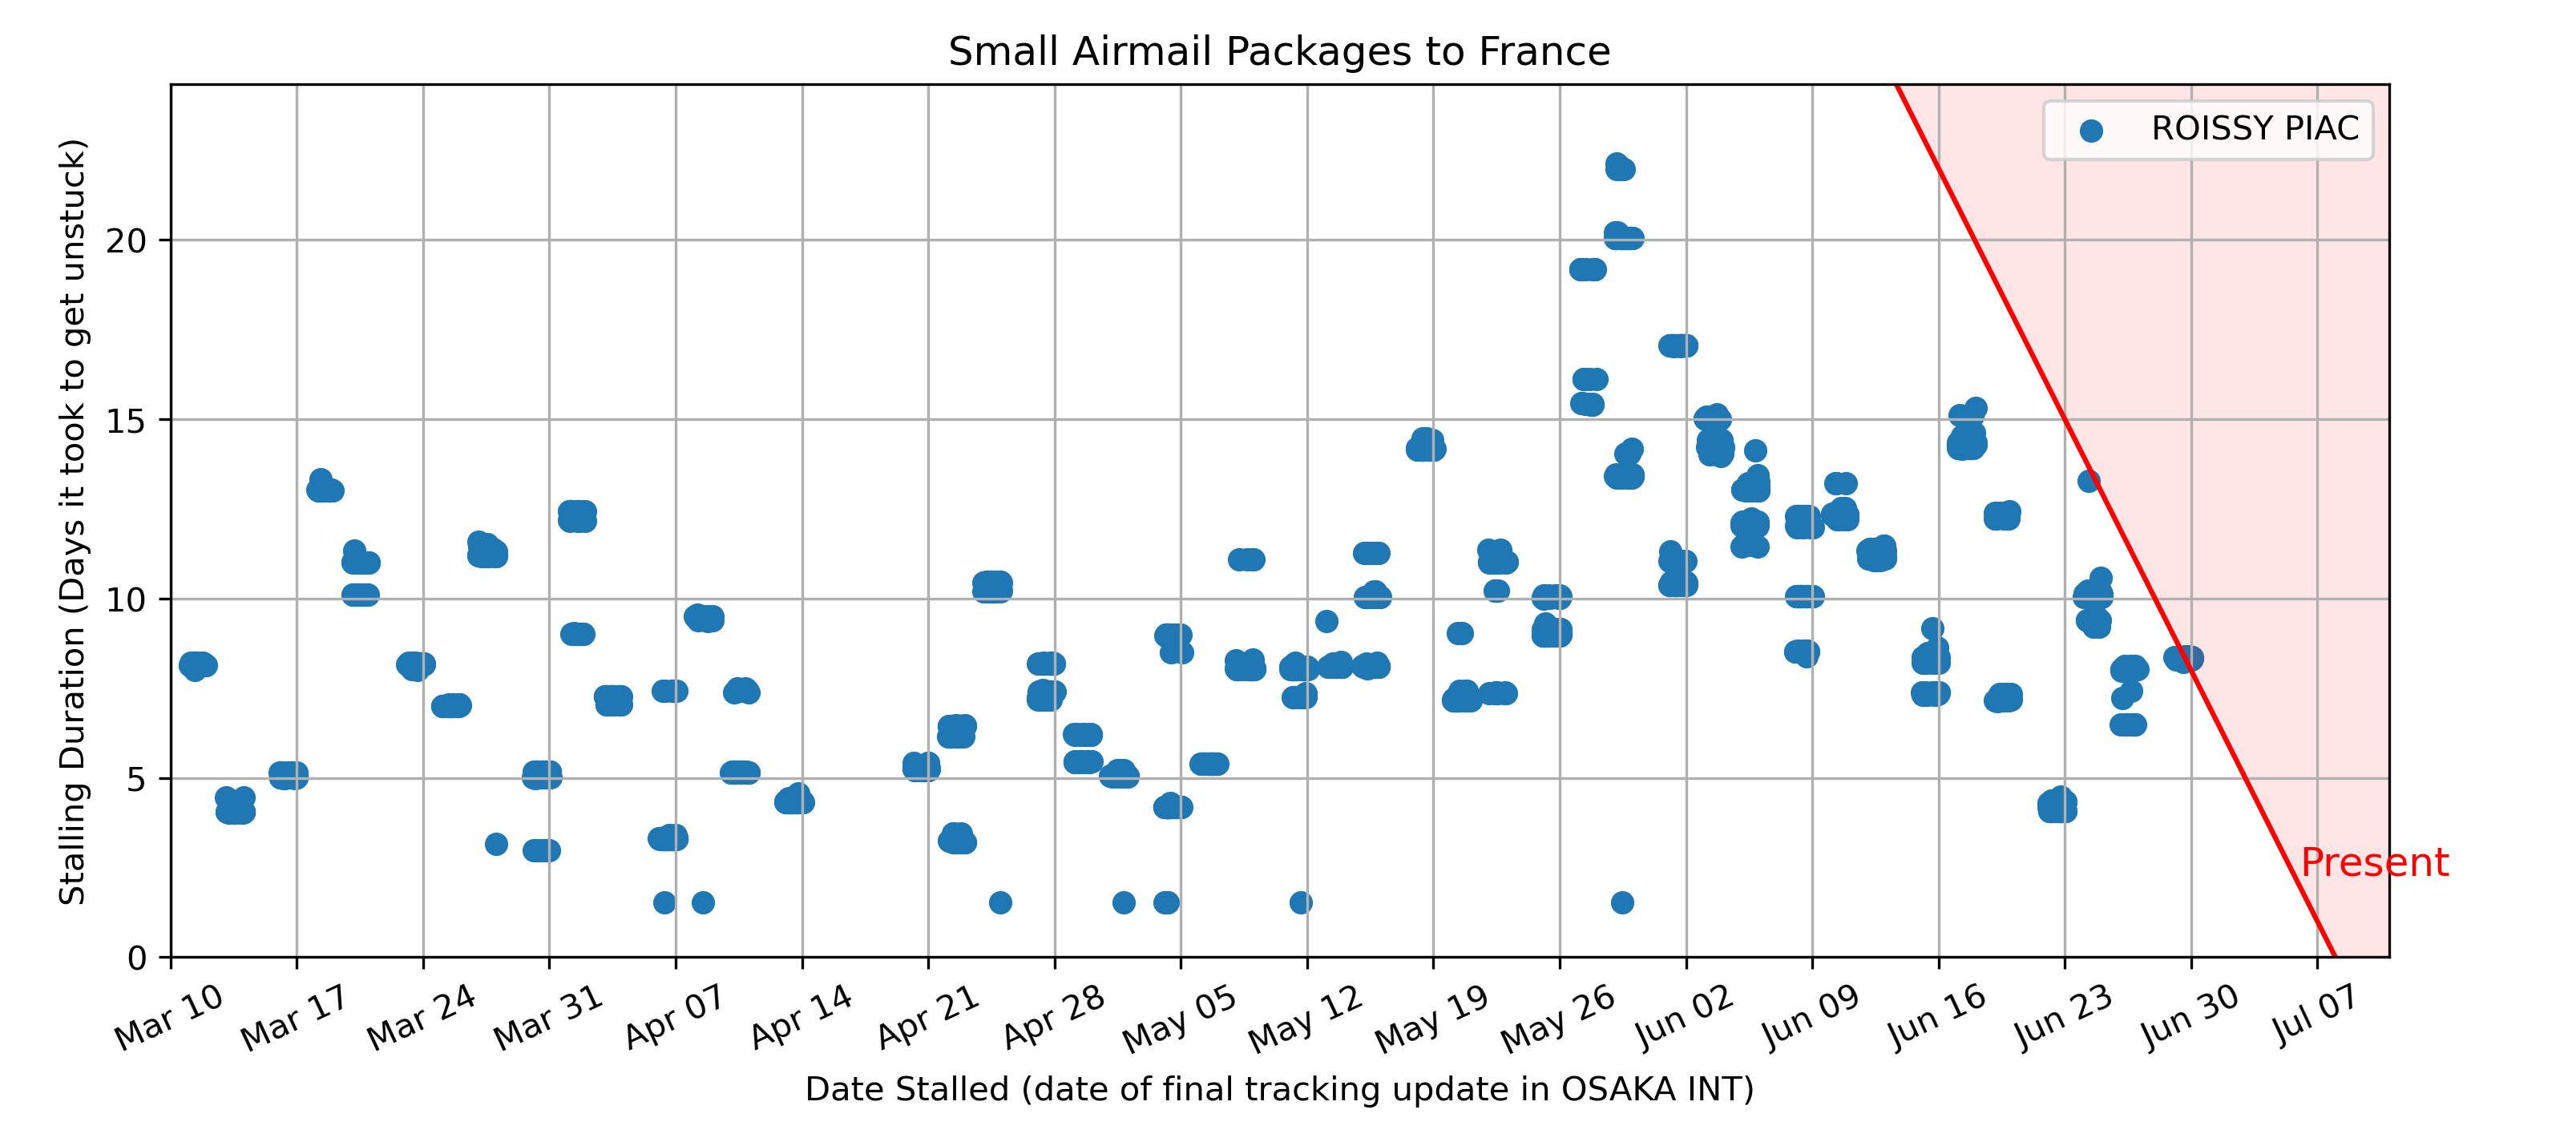 Small Airmail Packages to France
ROISSY PIAC
Stalling Duration (Days it took to get unstuck)
20
15
10
5
0
Present
Mar 10
Mar 17
Mar 24
Mar 31
Apr 07
Apr 14
Apr 21
Apr 28
May 05
May 12
May 19
May 26
Jun 02
Jun 09
Jun 16
Jun 23
Jun 30
Jul 07
Date Stalled (date of final tracking update in OSAKA INT)